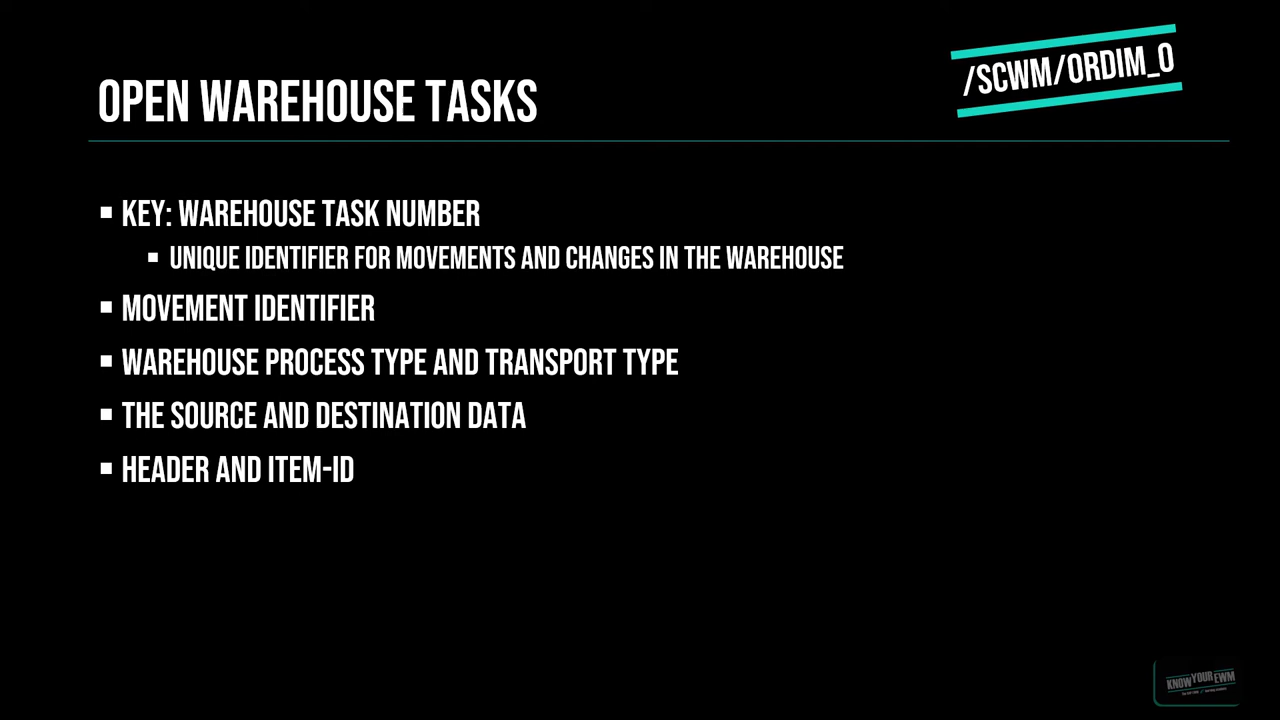 /SCWM/ORDIM_O
OPEN WAREHOUSE TASKS
KEY: WAREHOUSE TASK NUMBER
UNIQUE IDENTIFIER FOR MOVEMENTS AND CHANGES IN THE WAREHOUSE
MOVEMENT IDENTIFIER
WAREHOUSE PROCESS TYPE AND TRANSPORT TYPE
THE SOURCE AND DESTINATION DATA
HEADER AND ITEM-ID
KNOW YOUR EWM